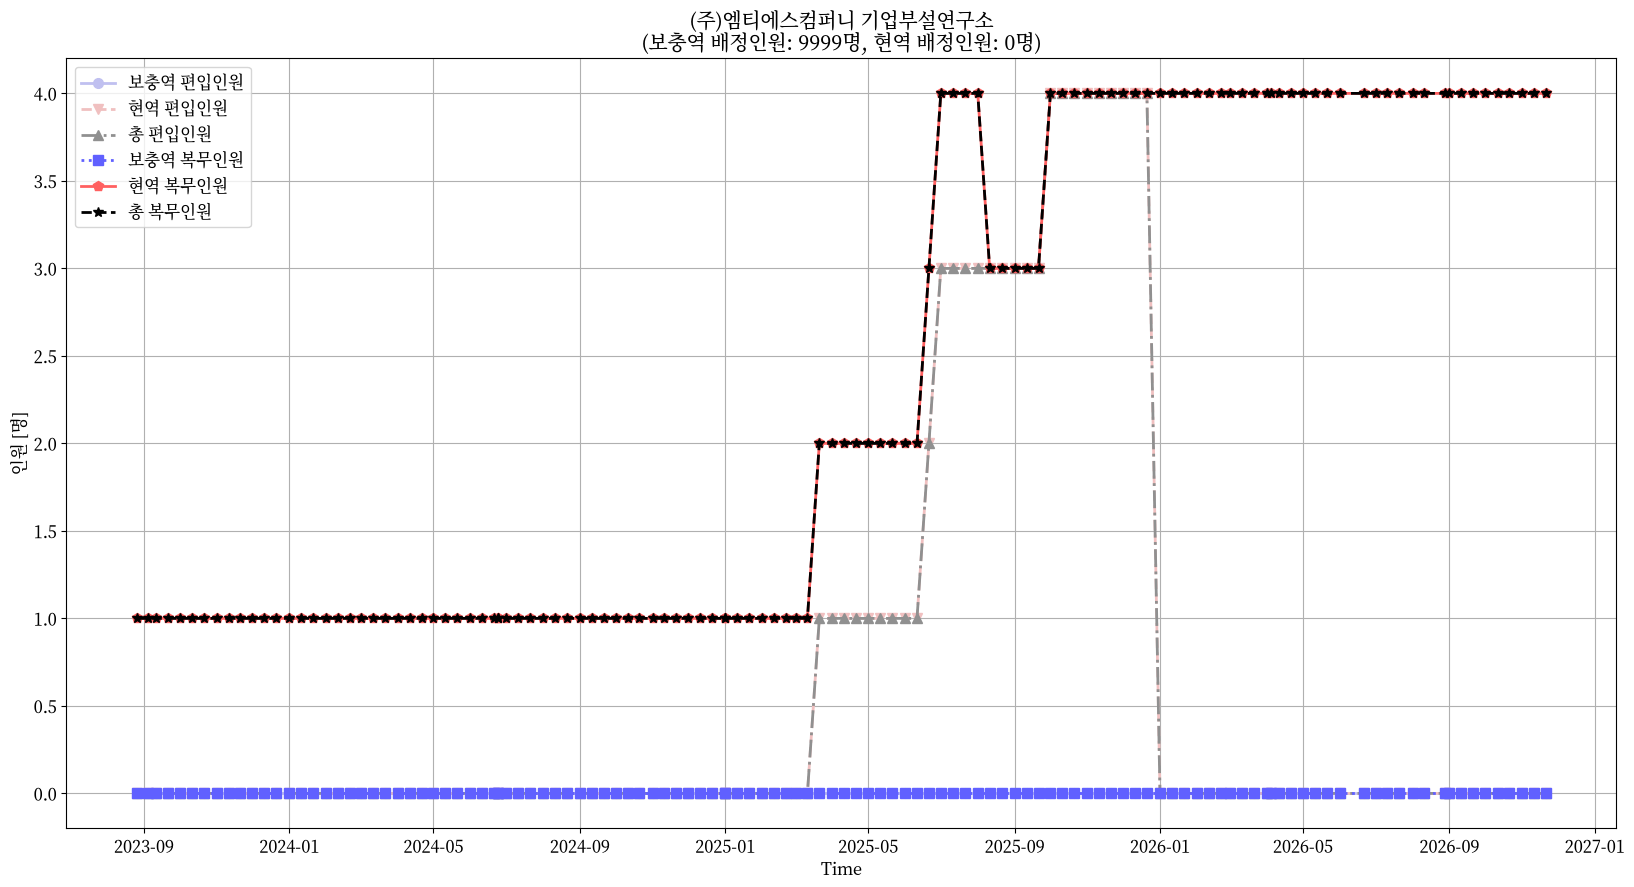 (주)엠티에스컴퍼니 기업부설연구소
(보충역 배정인원: 9999명, 현역 배정인원: 0명)
보충역 편입인원
현역 편입인원
총 편입인원
보충역 복무인원
현역 복무인원
총 복무인원
인원 [명]
4.0
3.5
3.0
2.5
2.0
1.5
1.0
0.5
0.0
2023-09 2024-01 2024-05 2024-09 2025-01 2025-05 2025-09 2026-01 2026-05 2026-09 2027-01
Time